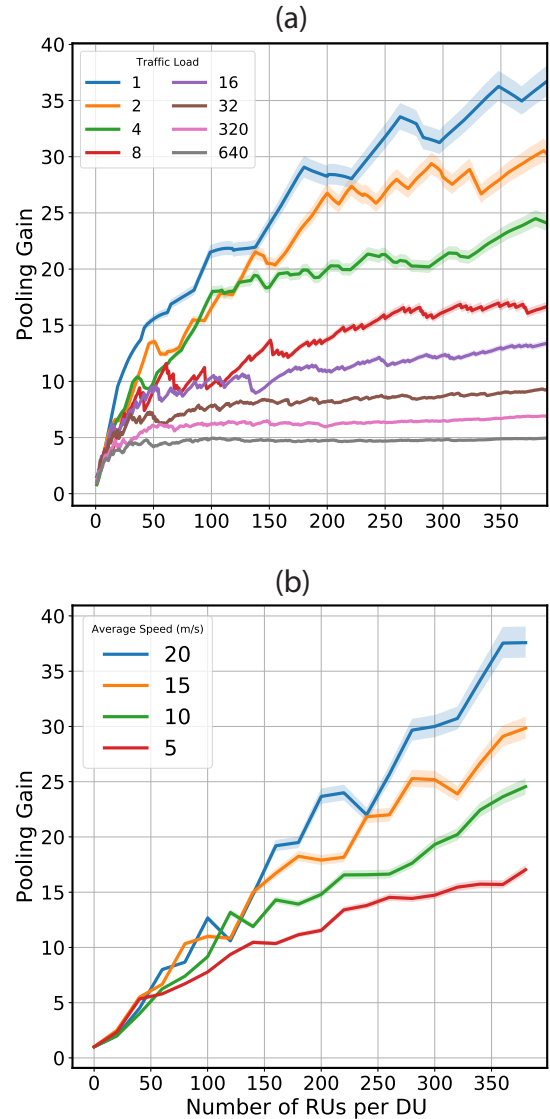 (a)
40
35
30
25
20
15
10
5
0
Pooling Gain
Traffic Load
1 16
2 32
4 320
8 640
0 50 100 150 200 250 300 350
(b)
40
35
30
25
20
15
10
5
0
Pooling Gain
Average Speed (m/s)
20
15
10
5
0 50 100 150 200 250 300 350
Number of RUs per DU